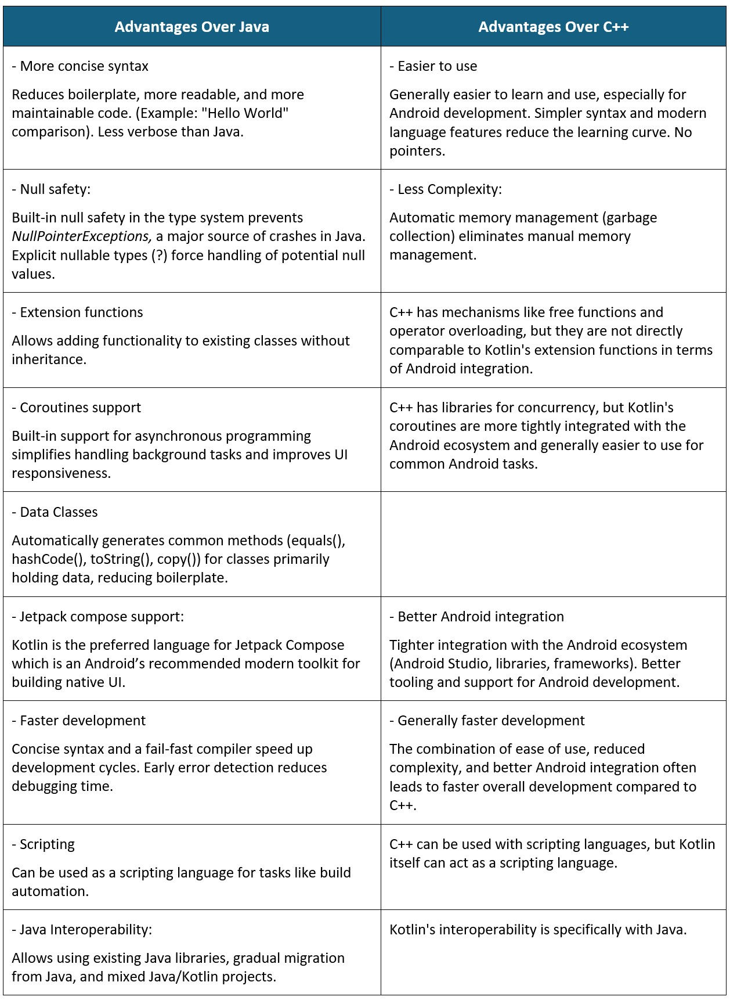 Advantages Over Java
Advantages Over C++
- More concise syntax
Reduces boilerplate, more readable, and more
maintainable code. (Example: "Hello World"
comparison). Less verbose than Java.
- Easier to use
Generally easier to learn and use, especially for
Android development. Simpler syntax and modern
language features reduce the learning curve. No
pointers.
- Null safety:
Built-in null safety in the type system prevents
NullPointerExceptions, a major source of crashes in Java.
Explicit nullable types (?) force handling of potential null
values.
- Less Complexity:
Automatic memory management (garbage
collection) eliminates manual memory
management.
- Extension functions
Allows adding functionality to existing classes without
inheritance.
C++ has mechanisms like free functions and
operator overloading, but they are not directly
comparable to Kotlin's extension functions in terms
of Android integration.
- Coroutines support
Built-in support for asynchronous programming
simplifies handling background tasks and improves UI
responsiveness.
C++ has libraries for concurrency, but Kotlin's
coroutines are more tightly integrated with the
Android ecosystem and generally easier to use for
common Android tasks.
- Data Classes
Automatically generates common methods (equals(),
hashCode(), toString(), copy()) for classes primarily
holding data, reducing boilerplate.
- Jetpack compose support:
Kotlin is the preferred language for Jetpack Compose
which is an Android’s recommended modern toolkit for
building native UI.
- Better Android integration
Tighter integration with the Android ecosystem
(Android Studio, libraries, frameworks). Better
tooling and support for Android development.
- Faster development
Concise syntax and a fail-fast compiler speed up
development cycles. Early error detection reduces
debugging time.
- Generally faster development
The combination of ease of use, reduced
complexity, and better Android integration often
leads to faster overall development compared to
C++.
- Scripting
Can be used as a scripting language for tasks like build
automation.
C++ can be used with scripting languages, but Kotlin
itself can act as a scripting language.
- Java Interoperability:
Allows using existing Java libraries, gradual migration
from Java, and mixed Java/Kotlin projects.
Kotlin's interoperability is specifically with Java.